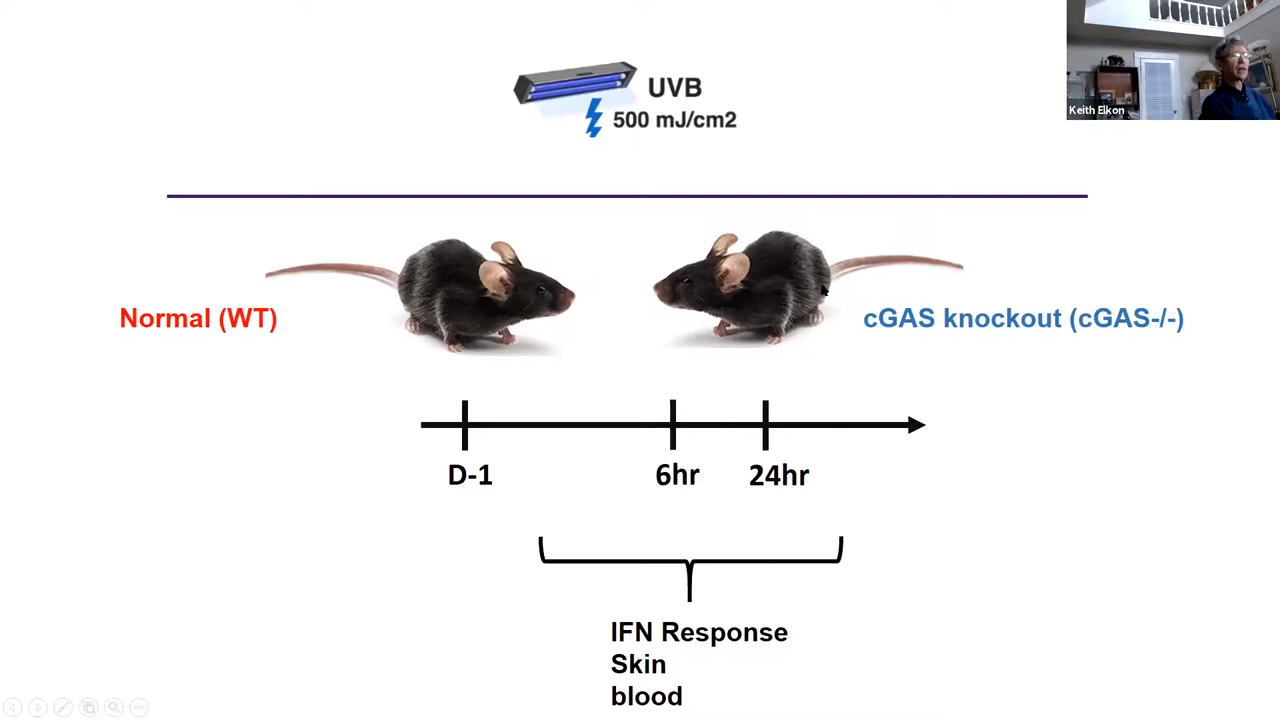 UVB
500 mJ/cm2
Keith Elkon
Normal (WT)
cGAS knockout (cGAS-/-)
D-1
6hr
24hr
IFN Response
Skin
blood